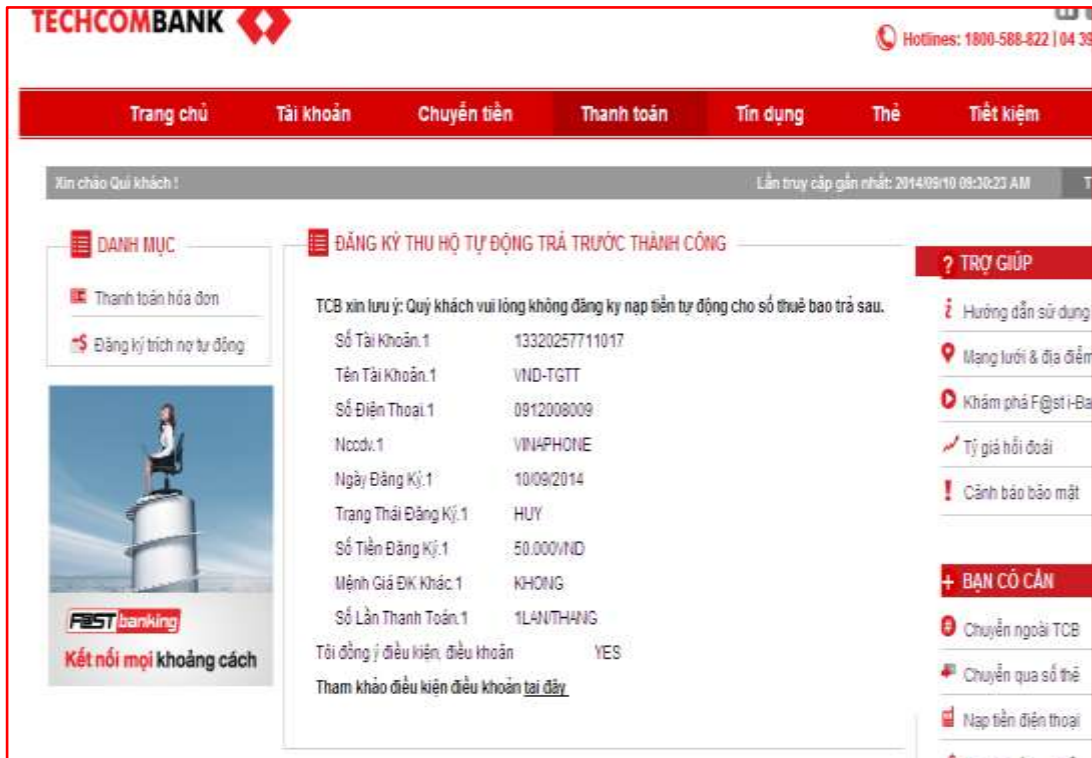 TECHCOMBANK
Hotlines: 1800-588-822 | 04 39
Trang chủ Tài khoản Chuyển tiền Thanh toán Tín dụng Thẻ Tiết kiệm
Xin chào Quí khách ! Lần truy cập gần nhất: 2014/09/10 09:30:23 AM T
DANH MỤC
Thanh toán hóa đơn
Đăng ký trích nợ tự động
FAST banking
Kết nối mọi khoảng cách
ĐĂNG KÝ THU HỘ TỰ ĐỘNG TRẢ TRƯỚC THÀNH CÔNG
TCB xin lưu ý: Quý khách vui lòng không đăng ky nạp tiền tự động cho số thuê bao trả sau.
Số Tài Khoản.1 13320257711017
Tên Tài Khoản.1 VND-TGTT
Số Điện Thoại.1 0912008009
Nccdv.1 VINAPHONE
Ngày Đăng Ký.1 10/09/2014
Trang Thái Đăng Ký.1 HUY
Số Tiền Đăng Ký.1 50.000VND
Mệnh Giá ĐK Khác.1 KHONG
Số Lần Thanh Toán.1 1LAN/THANG
Tôi đồng ý điều kiện, điều khoản YES
Tham khảo điều kiện điều khoản tại đây
? TRỢ GIÚP
Hướng dẫn sử dụng
Mạng lưới & địa điểm
Khám phá F@st i-Ba
Tỷ giá hối đoái
Cảnh báo bảo mật
+ BẠN CÓ CẦN
Chuyển ngoài TCB
Chuyển qua số thẻ
Nạp tiền điện thoại